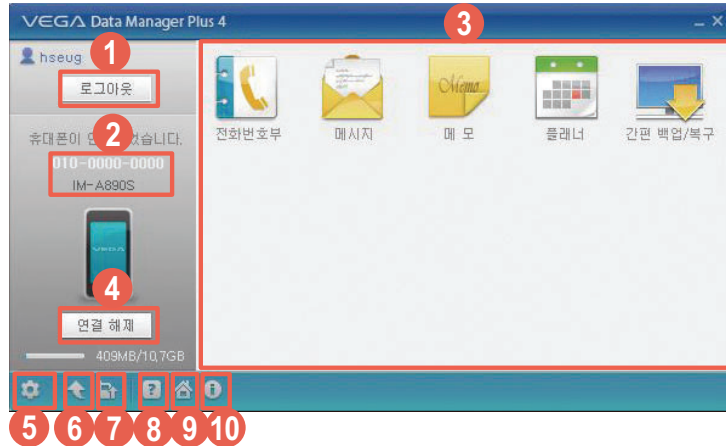 VEGA Data Manager Plus 4
3
hseug
1
로그아웃
2
휴대폰이 었습니다.
010-0000-0000
IM-A890S
VEGA
4
연결 해제
409MB/10,7GB
전화번호부
메시지
Memo
메 모
플래너
간편 백업/복구
5
6
7
8
9
10